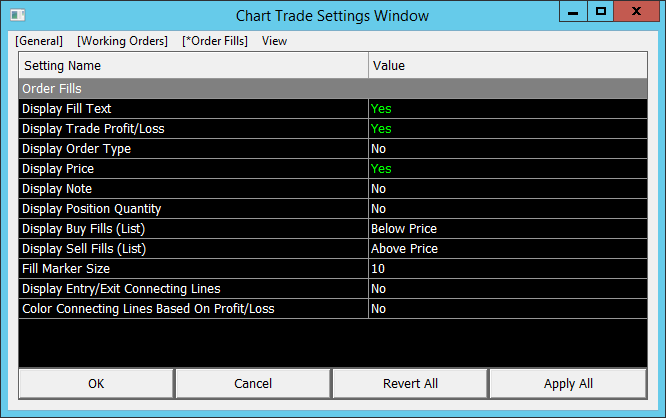 Chart Trade Settings Window
[General] [Working Orders] [*Order Fills] View
Setting Name Value
Order Fills
Display Fill Text Yes
Display Trade Profit/Loss Yes
Display Order Type No
Display Price Yes
Display Note No
Display Position Quantity No
Display Buy Fills (List) Below Price
Display Sell Fills (List) Above Price
Fill Marker Size 10
Display Entry/Exit Connecting Lines No
Color Connecting Lines Based On Profit/Loss No
OK Cancel Revert All Apply All